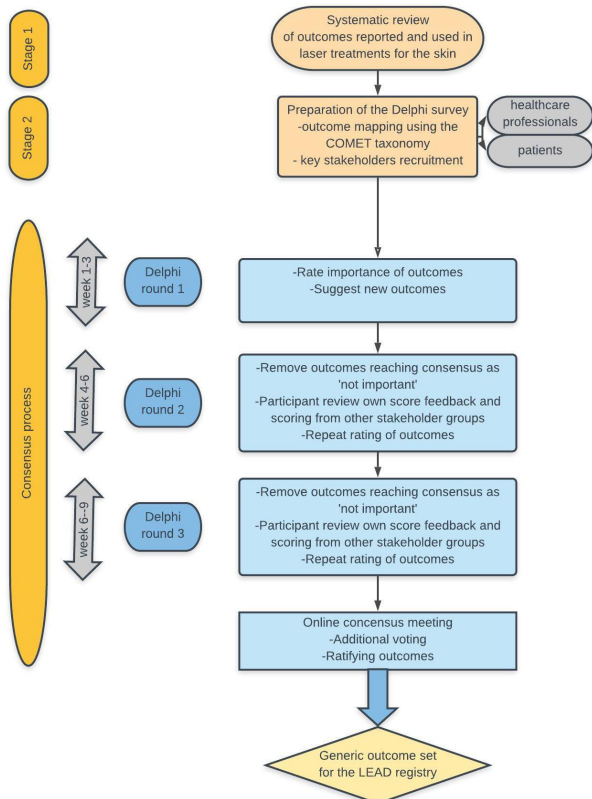 Stage 1
Systematic review
of outcomes reported and used in
laser treatments for the skin
Stage 2
Preparation of the Delphi survey
-outcome mapping using the
COMET taxonomy
- key stakeholders recruitment
healthcare
professionals
patients
Consensus process
week 1-3
Delphi
round 1
-Rate importance of outcomes
-Suggest new outcomes
week 4-6
Delphi
round 2
-Remove outcomes reaching consensus as
'not important'
-Participant review own score feedback and
scoring from other stakeholder groups
-Repeat rating of outcomes
week 6--9
Delphi
round 3
-Remove outcomes reaching consensus as
'not important'
-Participant review own score feedback and
scoring from other stakeholder groups
-Repeat rating of outcomes
Online concensus meeting
-Additional voting
-Ratifying outcomes
Generic outcome set
for the LEAD registry